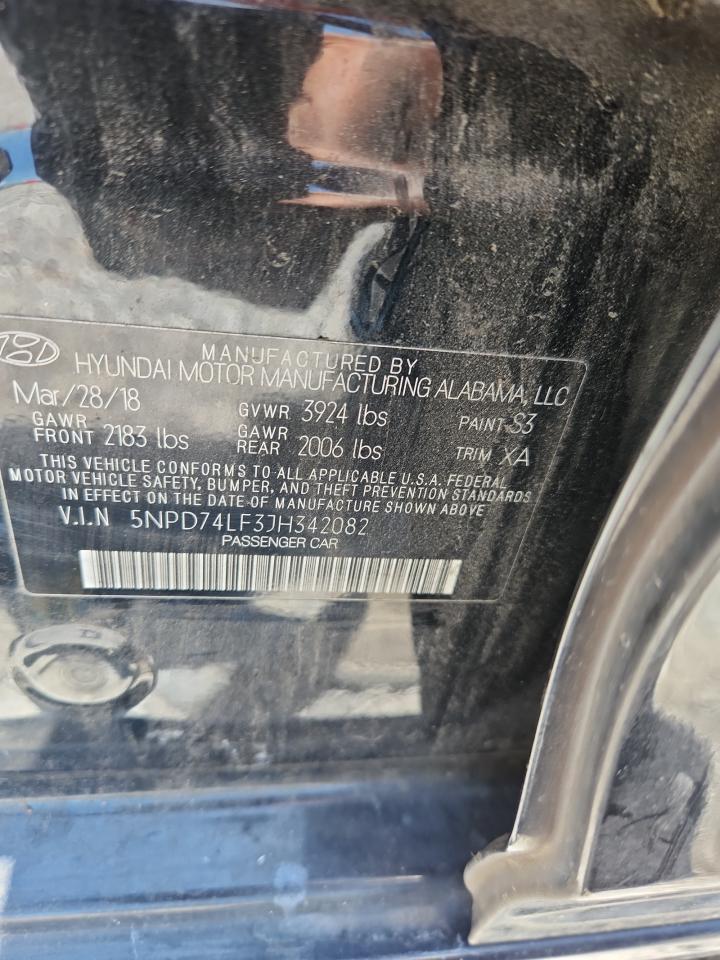 MANUFACTURED BY
HYUNDAI MOTOR MANUFACTURING ALABAMA, LLC
Mar/28/18 GVWR 3924 lbs PAINT S3
GAWR FRONT 2183 lbs GAWR REAR 2006 lbs TRIM XA
THIS VEHICLE CONFORMS TO ALL APPLICABLE U.S.A. FEDERAL
MOTOR VEHICLE SAFETY, BUMPER, AND THEFT PREVENTION STANDARDS
IN EFFECT ON THE DATE OF MANUFACTURE SHOWN ABOVE.
V.I.N 5NPD74LF3JH342082
PASSENGER CAR